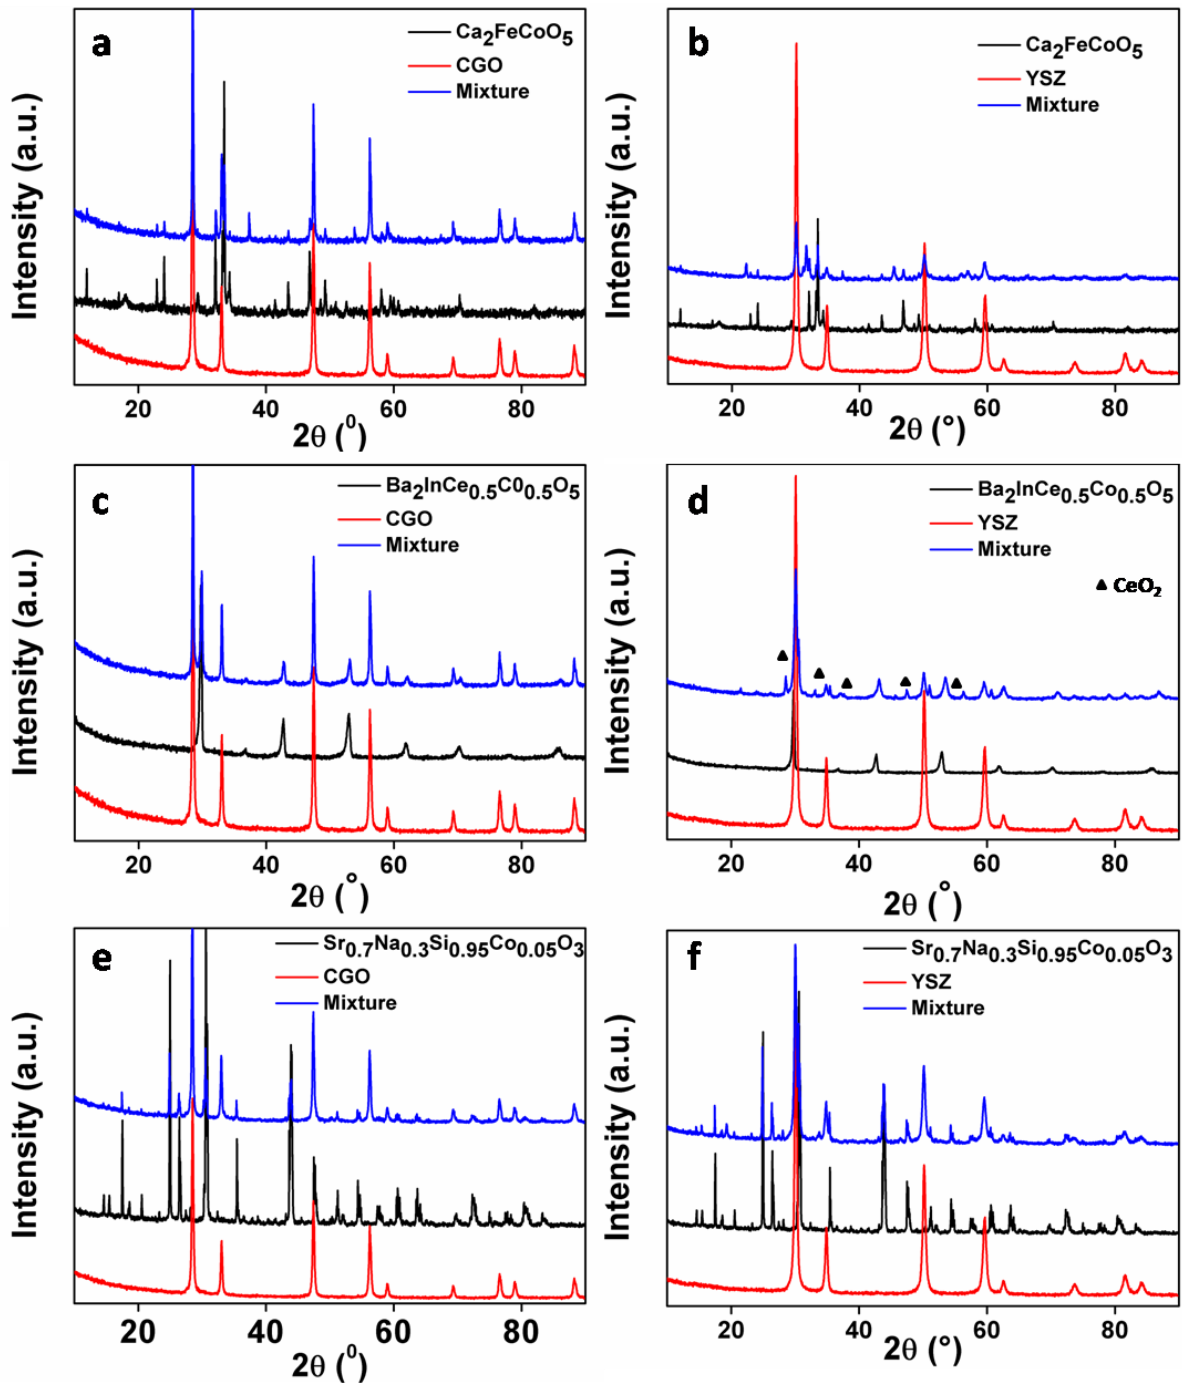 a
Ca2FeCoO5
CGO
Mixture
Intensity (a.u.)
20 40 60 80
2θ (0)
b
Ca2FeCoO5
YSZ
Mixture
Intensity (a.u.)
20 40 60 80
2θ (°)
c
Ba2InCe0.5C00.5O5
CGO
Mixture
Intensity (a.u.)
20 40 60 80
2θ (°)
d
Ba2InCe0.5Co0.5O5
YSZ
Mixture
▲ CeO2
Intensity (a.u.)
20 40 60 80
2θ (°)
e
Sr0.7Na0.3Si0.95Co0.05O3
CGO
Mixture
Intensity (a.u.)
20 40 60 80
2θ (0)
f
Sr0.7Na0.3Si0.95Co0.05O3
YSZ
Mixture
Intensity (a.u.)
20 40 60 80
2θ (°)